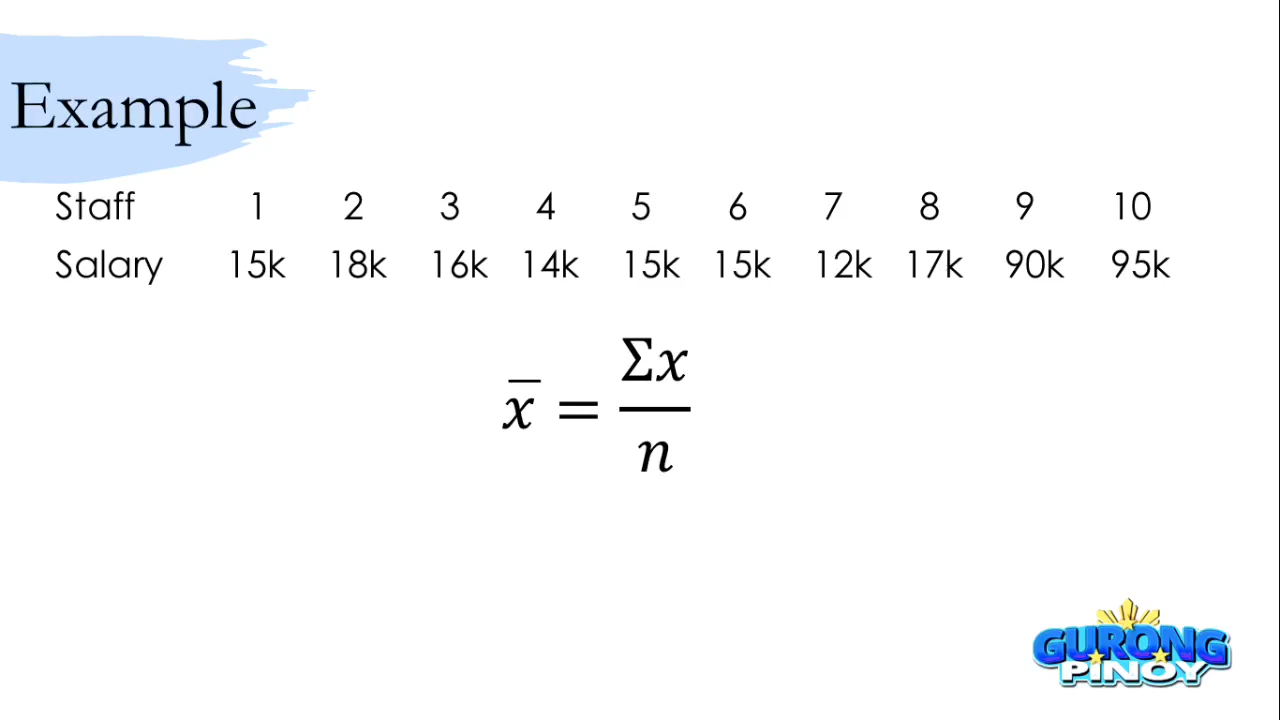 Example
Staff 1 2 3 4 5 6 7 8 9 10
Salary 15k 18k 16k 14k 15k 15k 12k 17k 90k 95k
x̅ = Σx
n
GURONG
PINOY